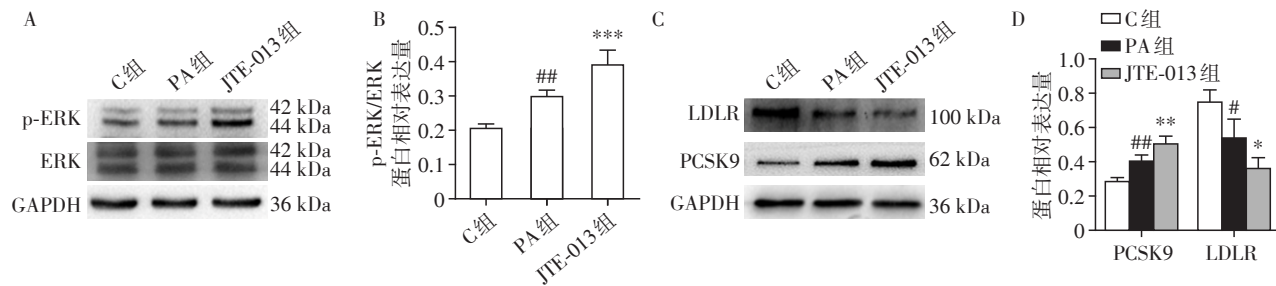 A
C组
PA组
JTE-013组
p-ERK
42 kDa
44 kDa
ERK
42 kDa
44 kDa
GAPDH
36 kDa
B
p-ERK/ERK
蛋白相对表达量
0.5
0.4
0.3
0.2
0.1
0
##
***
C组
PA组
JTE-013组
C
C组
PA组
JTE-013组
LDLR
100 kDa
PCSK9
62 kDa
GAPDH
36 kDa
D
C组
PA组
JTE-013组
蛋白相对表达量
1.0
0.8
0.6
0.4
0.2
0
##
**
#
*
PCSK9
LDLR